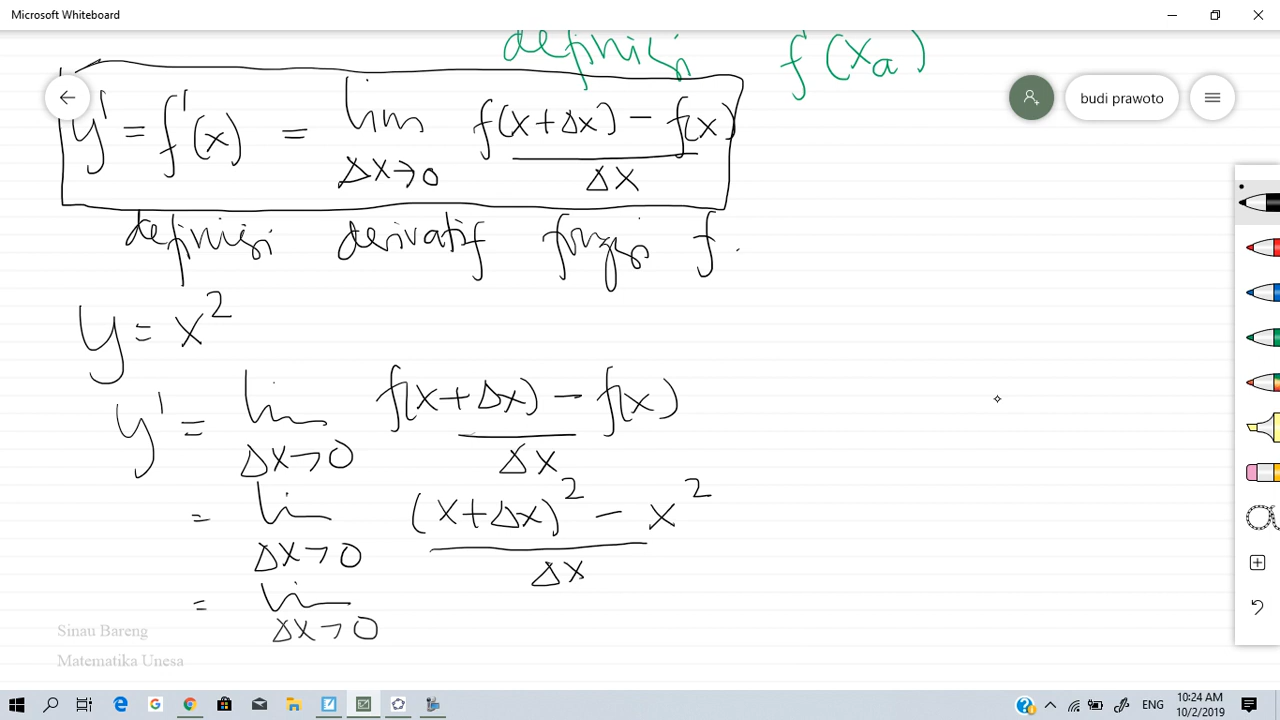 Microsoft Whiteboard
definisi f(x_a)
budi prawoto
y' = f'(x) = lim Δx→0 f(x+Δx) − f(x) / Δx
definisi derivatif fungsi f.
y = x²
y' = lim Δx→0 f(x+Δx) − f(x) / Δx
= lim Δx→0 (x+Δx)² − x² / Δx
= lim Δx→0
Sinau Bareng
Matematika Unesa
ENG
10:24 AM
10/2/2019